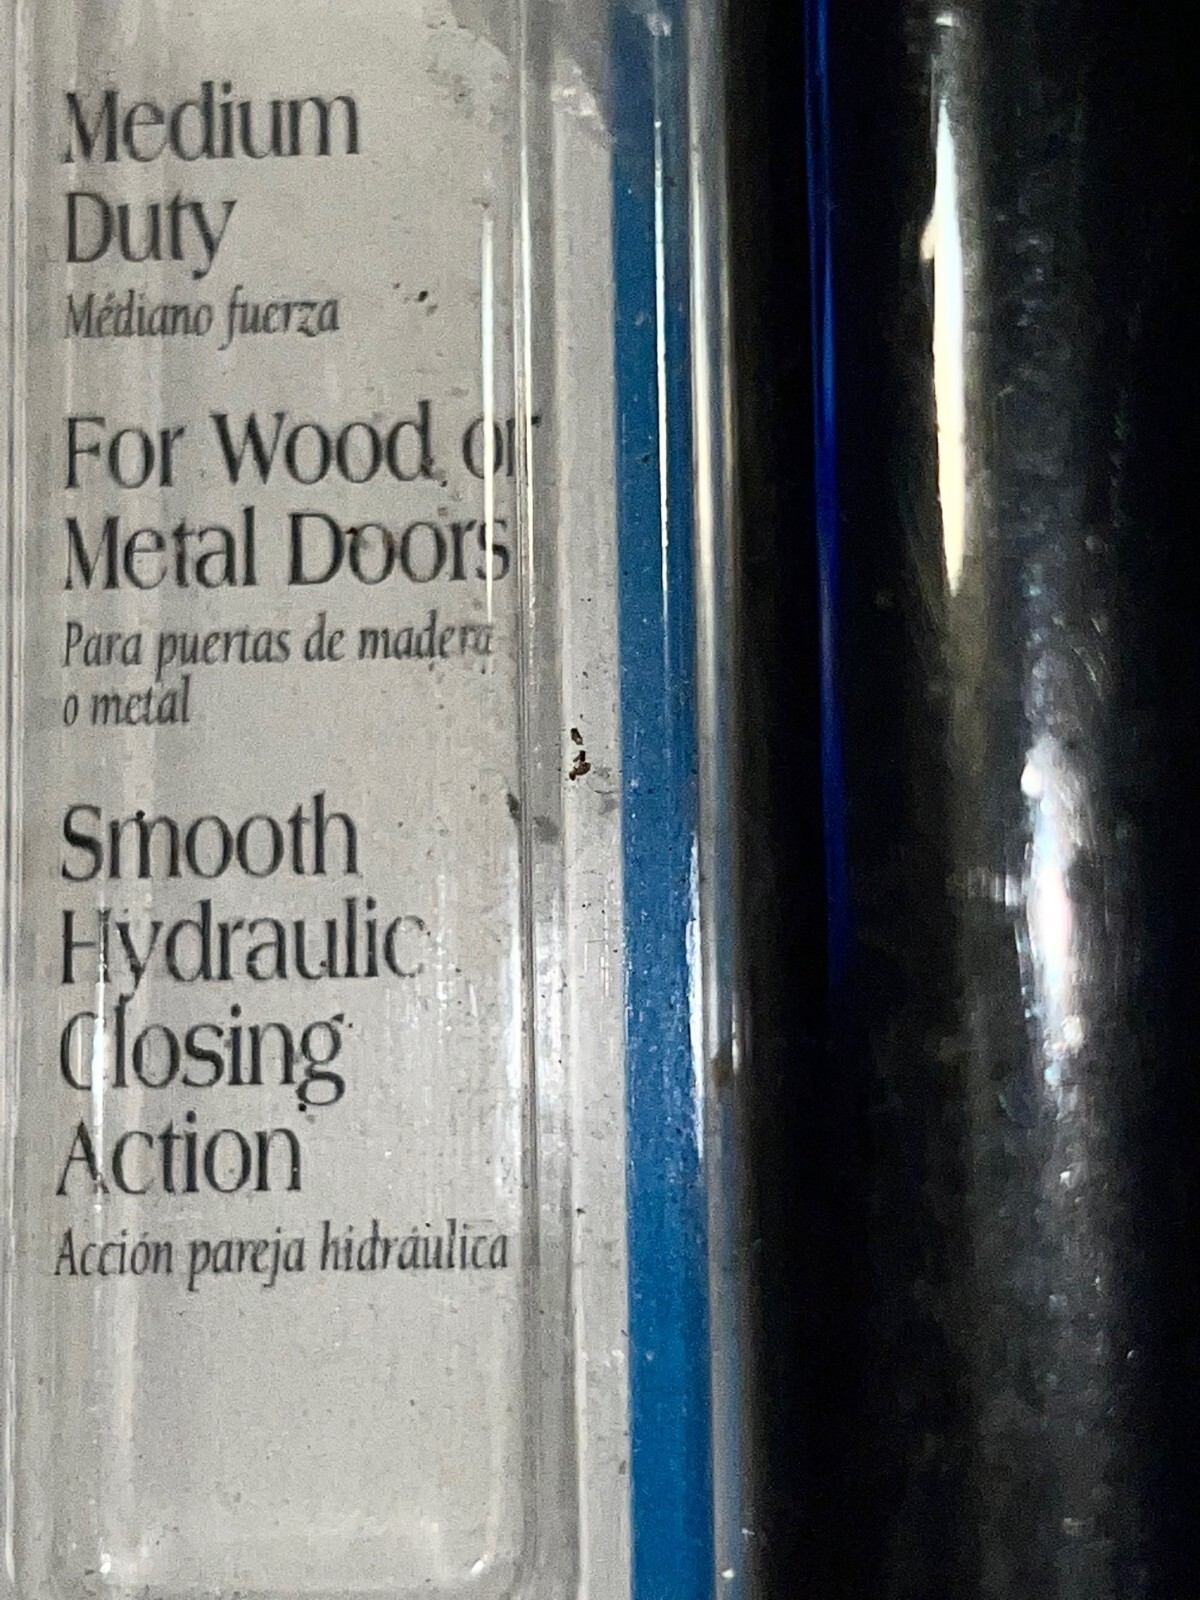 Medium
Duty
Médiano fuerza
For Wood or
Metal Doors
Para puertas de madera
o metal
Smooth
Hydraulic
Closing
Action
Acción pareja hidráulica